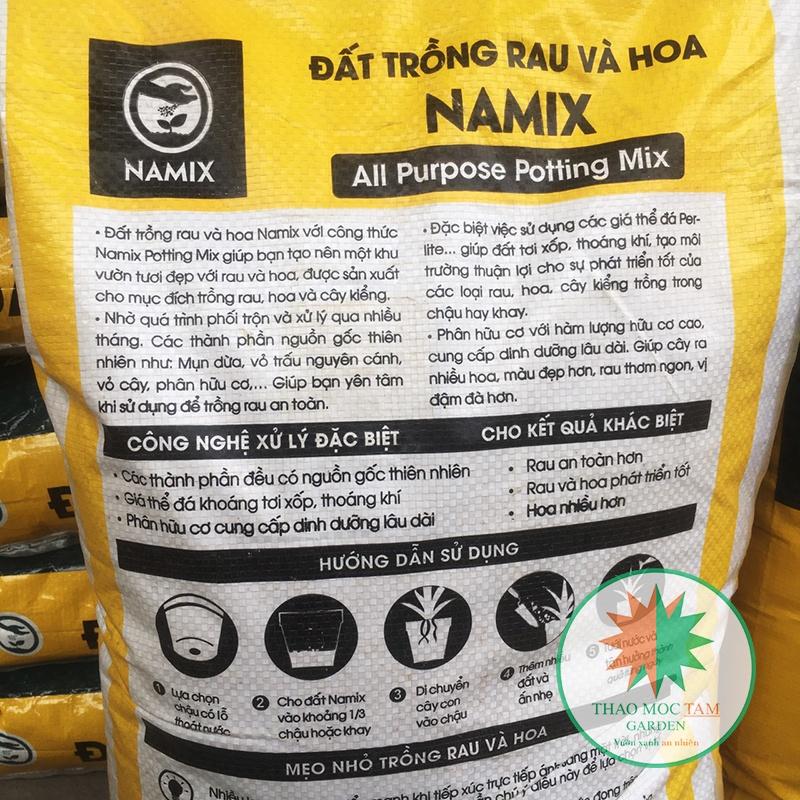 NAMIX
ĐẤT TRỒNG RAU VÀ HOA
NAMIX
All Purpose Potting Mix
• Đất trồng rau và hoa Namix với công thức
Namix Potting Mix giúp bạn tạo nên một khu
vườn tươi đẹp với rau và hoa, được sản xuất
cho mục đích trồng rau, hoa và cây kiểng.
• Nhờ quá trình phối trộn và xử lý qua nhiều
tháng. Các thành phần nguồn gốc thiên
nhiên như: Mụn dừa, vỏ trấu nguyên cánh,
vỏ cây, phân hữu cơ,... Giúp bạn yên tâm
khi sử dụng để trồng rau an toàn.
• Đặc biệt việc sử dụng các giá thể đá Per-
lite... giúp đất tơi xốp, thoáng khí, tạo môi
trường thuận lợi cho sự phát triển tốt của
các loại rau, hoa, cây kiểng trồng trong
chậu hay khay.
• Phân hữu cơ với hàm lượng hữu cơ cao,
cung cấp dinh dưỡng lâu dài. Giúp cây ra
nhiều hoa, màu đẹp hơn, rau thơm ngon, vị
đậm đà hơn.
CÔNG NGHỆ XỬ LÝ ĐẶC BIỆT
• Các thành phần đều có nguồn gốc thiên nhiên
• Giá thể đá khoáng tơi xốp, thoáng khí
• Phân hữu cơ cung cấp dinh dưỡng lâu dài
CHO KẾT QUẢ KHÁC BIỆT
• Rau an toàn hơn
• Rau và hoa phát triển tốt
• Hoa nhiều hơn
HƯỚNG DẪN SỬ DỤNG
1 Lựa chọn
chậu có lỗ
thoát nước
2 Cho đất Namix
vào khoảng 1/3
chậu hoặc khay
3 Di chuyển
cây con
vào chậu
4 Thêm nhiều
đất và
ấn nhẹ
5 Tưới nước và
tận hưởng thành
THAO MOC TAM
GARDEN
Vườn xanh an nhiên
MẸO NHỎ TRỒNG RAU VÀ HOA
khi tiếp xúc trực tiếp ánh sáng